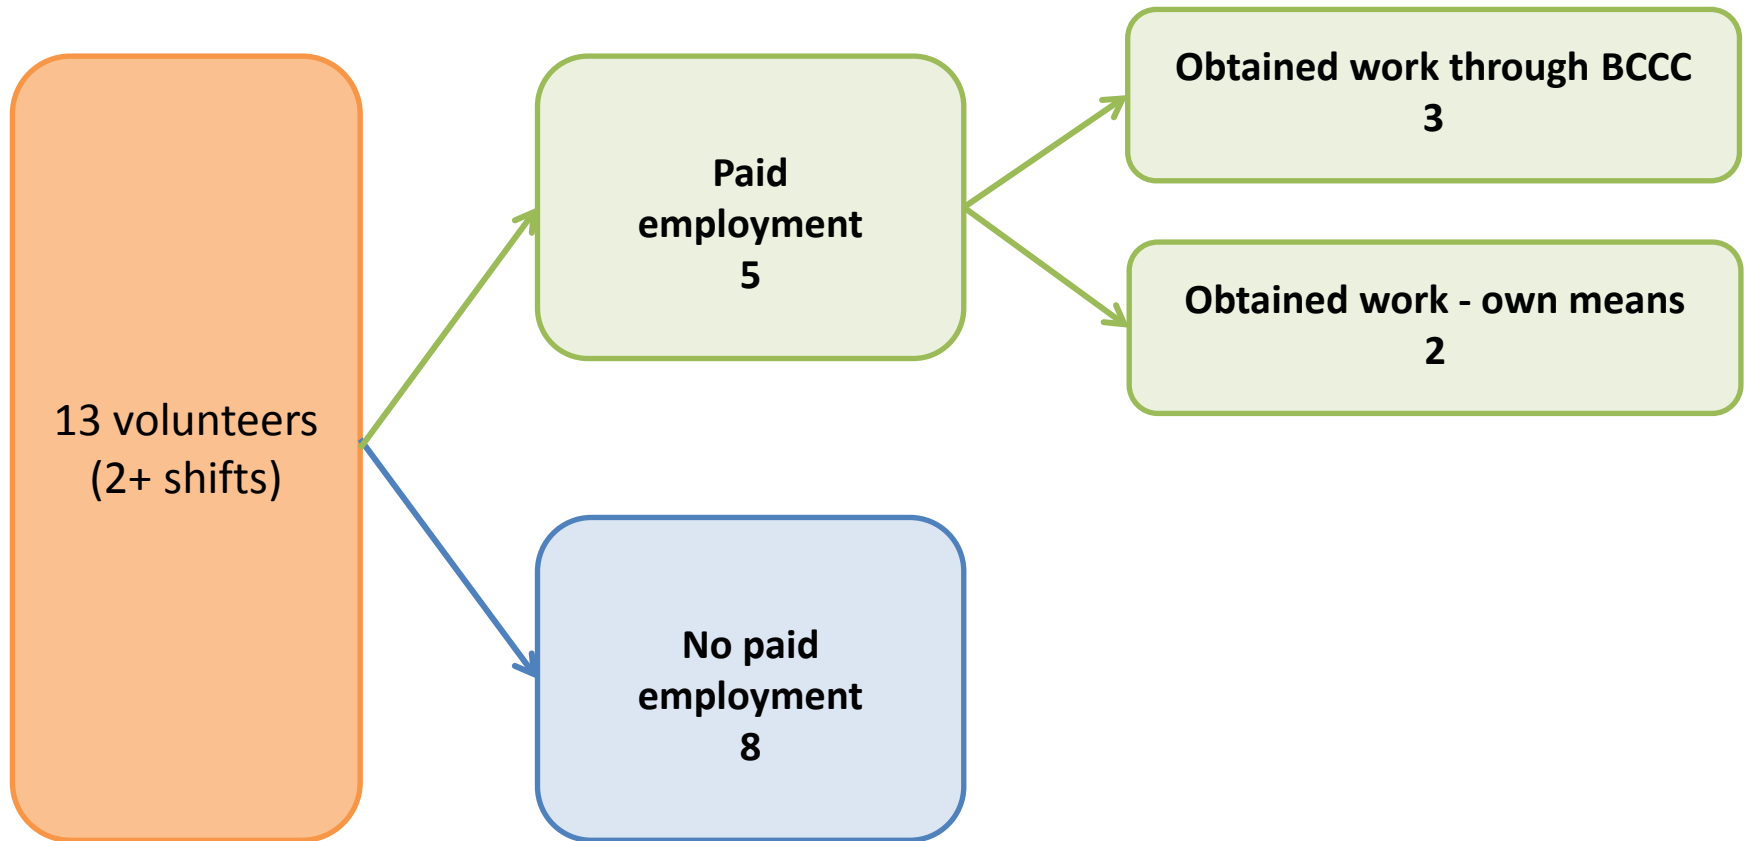 13 volunteers
(2+ shifts)
Paid
employment
5
No paid
employment
8
Obtained work through BCCC
3
Obtained work - own means
2